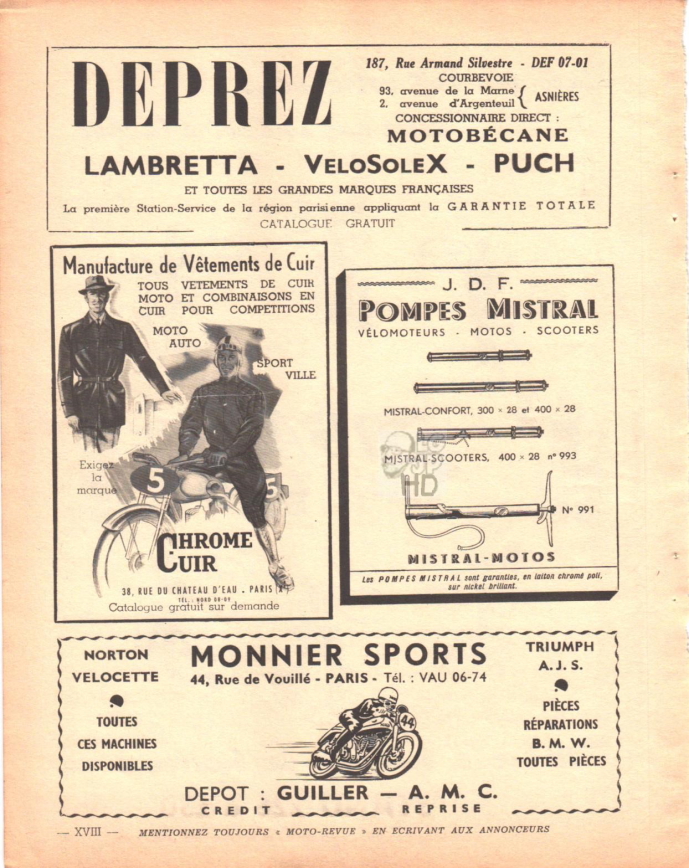 DEPREZ
187, Rue Armand Silvestre - DEF 07-01
COURBEVOIE
93, avenue de la Marne
2, avenue d'Argenteuil
{ ASNIÈRES
CONCESSIONNAIRE DIRECT :
MOTOBÉCANE
LAMBRETTA - VELOSOLEX - PUCH
ET TOUTES LES GRANDES MARQUES FRANÇAISES
La première Station-Service de la région parisienne appliquant la GARANTIE TOTALE
CATALOGUE GRATUIT
Manufacture de Vêtements de Cuir
TOUS VETEMENTS DE CUIR
MOTO ET COMBINAISONS EN
CUIR POUR COMPETITIONS
MOTO
AUTO
SPORT
VILLE
Exigez
la
marque
5
5
CHROME
CUIR
38, RUE DU CHATEAU D'EAU . PARIS (X)
TÉL. : NORD 08-09
Catalogue gratuit sur demande
J. D. F.
POMPES MISTRAL
VÉLOMOTEURS - MOTOS - SCOOTERS
MISTRAL-CONFORT, 300 × 28 et 400 × 28
MISTRAL-SCOOTERS, 400 × 28 n° 993
HD
N° 991
MISTRAL-MOTOS
Les POMPES MISTRAL sont garanties, en laiton chromé poli,
sur nickel brillant.
NORTON
VELOCETTE
TOUTES
CES MACHINES
DISPONIBLES
MONNIER SPORTS
44, Rue de Vouillé - PARIS - Tél. : VAU 06-74
44
DEPOT : GUILLER — A. M. C.
CREDIT REPRISE
TRIUMPH
A.J.S.
PIÈCES
RÉPARATIONS
B. M. W.
TOUTES PIÈCES
— XVIII — MENTIONNEZ TOUJOURS « MOTO-REVUE » EN ECRIVANT AUX ANNONCEURS